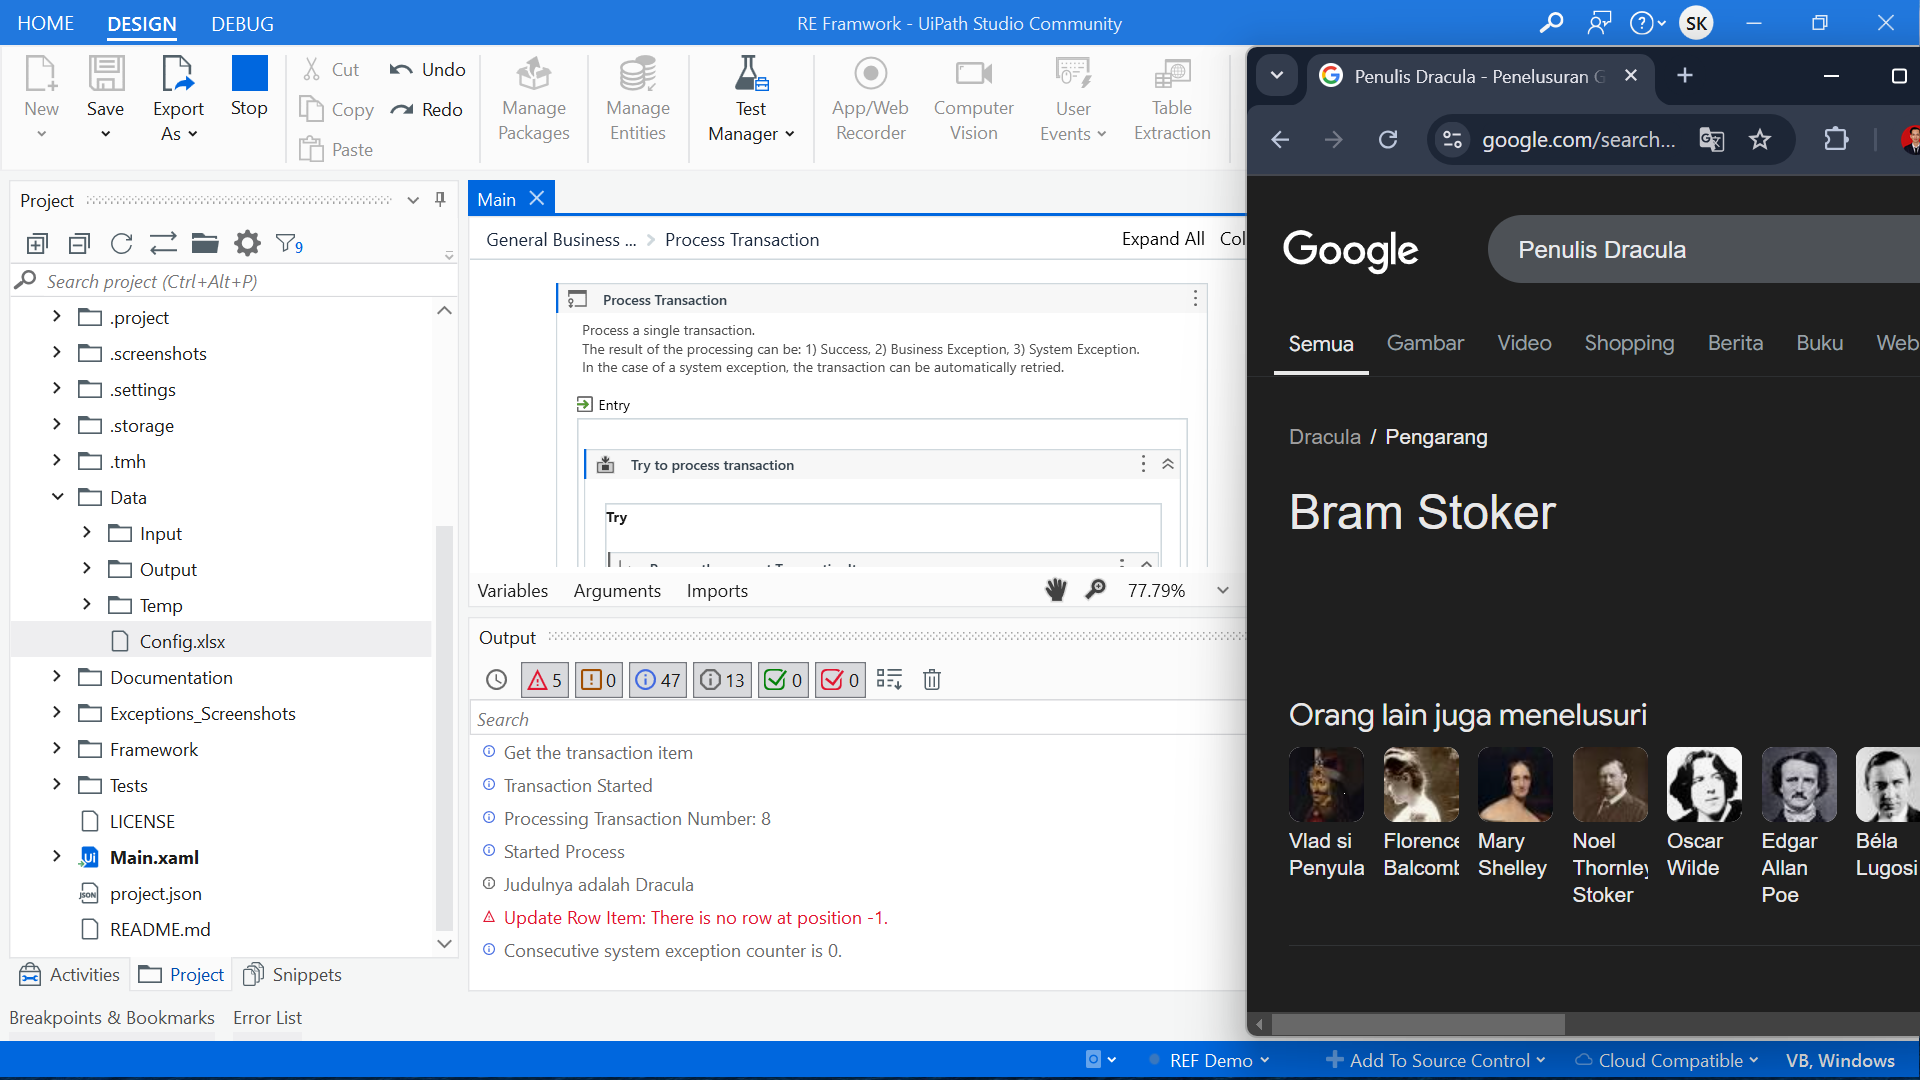 HOME DESIGN DEBUG
RE Framwork - UiPath Studio Community
SK
New Save Export As Stop
Cut Undo
Copy Redo
Paste
Manage Packages
Manage Entities
Test Manager
App/Web Recorder
Computer Vision
User Events
Table Extraction
Project
9
Search project (Ctrl+Alt+P)
.project
.screenshots
.settings
.storage
.tmh
Data
Input
Output
Temp
Config.xlsx
Documentation
Exceptions_Screenshots
Framework
Tests
LICENSE
Main.xaml
project.json
README.md
Activities Project Snippets
Breakpoints & Bookmarks Error List
Main
General Business ... > Process Transaction
Expand All Col
Process Transaction
Process a single transaction.
The result of the processing can be: 1) Success, 2) Business Exception, 3) System Exception.
In the case of a system exception, the transaction can be automatically retried.
Entry
Try to process transaction
Try
Variables Arguments Imports 77.79%
Output
5 0 47 13 0 0
Search
Get the transaction item
Transaction Started
Processing Transaction Number: 8
Started Process
Judulnya adalah Dracula
Update Row Item: There is no row at position -1.
Consecutive system exception counter is 0.
Penulis Dracula - Penelusuran G
google.com/search...
Google
Penulis Dracula
Semua Gambar Video Shopping Berita Buku Web
Dracula / Pengarang
Bram Stoker
Orang lain juga menelusuri
Vlad si Penyula
Florence Balcomb
Mary Shelley
Noel Thornley Stoker
Oscar Wilde
Edgar Allan Poe
Béla Lugosi
REF Demo Add To Source Control Cloud Compatible VB, Windows